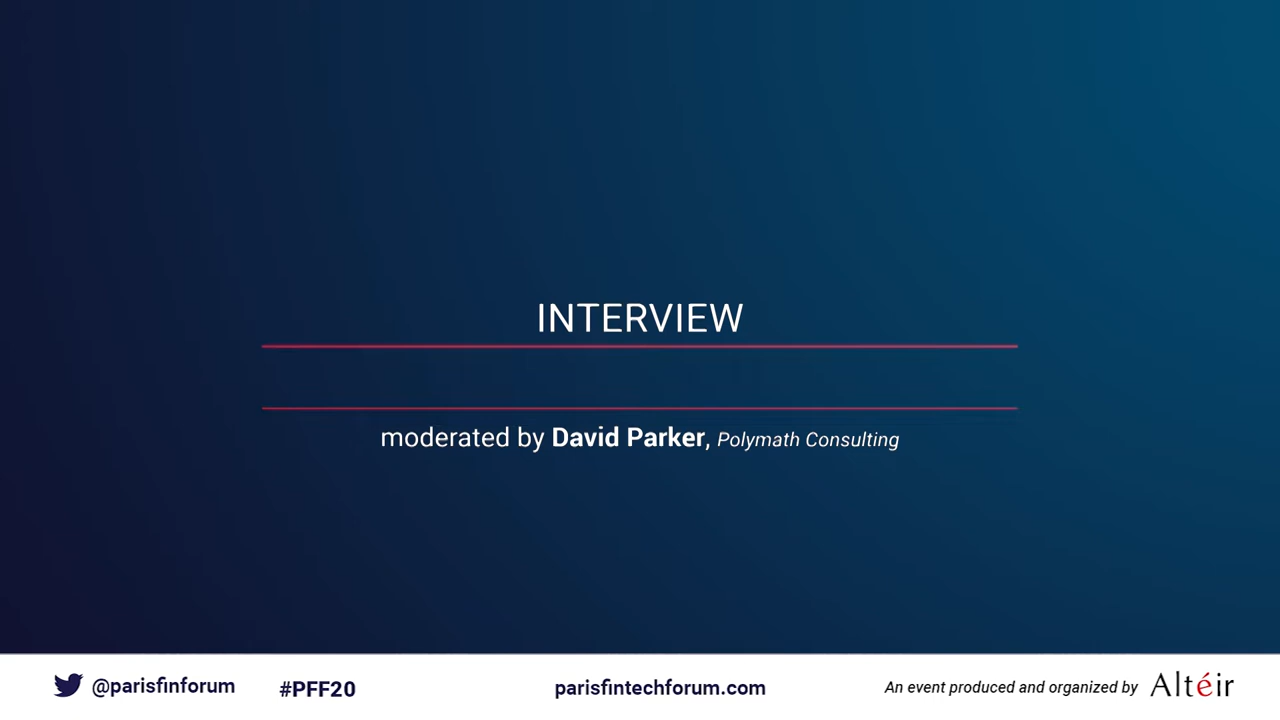 INTERVIEW
moderated by David Parker, Polymath Consulting
@parisfinforum #PFF20 parisfintechforum.com An event produced and organized by Altéir